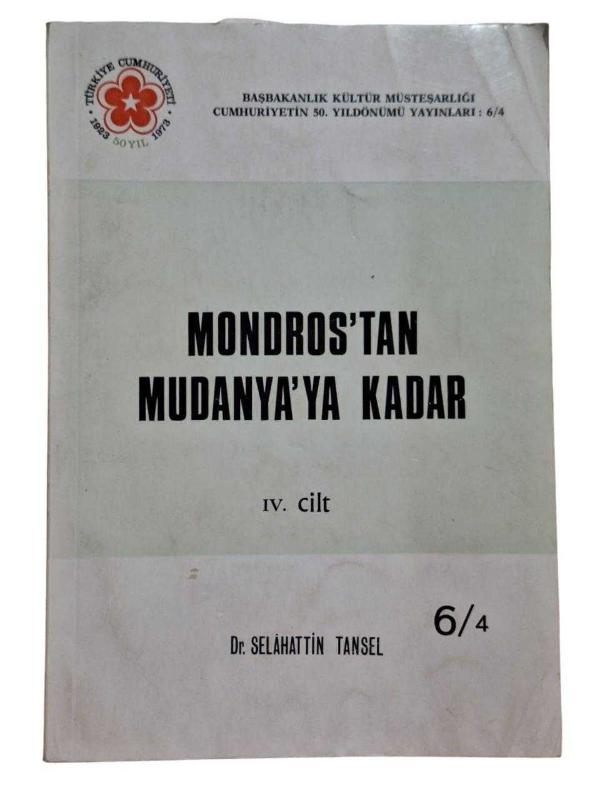 TÜRKİYE CUMHURİYETİ
1923 50 YIL 1973
BAŞBAKANLIK KÜLTÜR MÜSTEŞARLIĞI
CUMHURİYETİN 50. YILDÖNÜMÜ YAYINLARI : 6/4
MONDROS'TAN
MUDANYA'YA KADAR
IV. cilt
6/4
Dr. SELÂHATTİN TANSEL